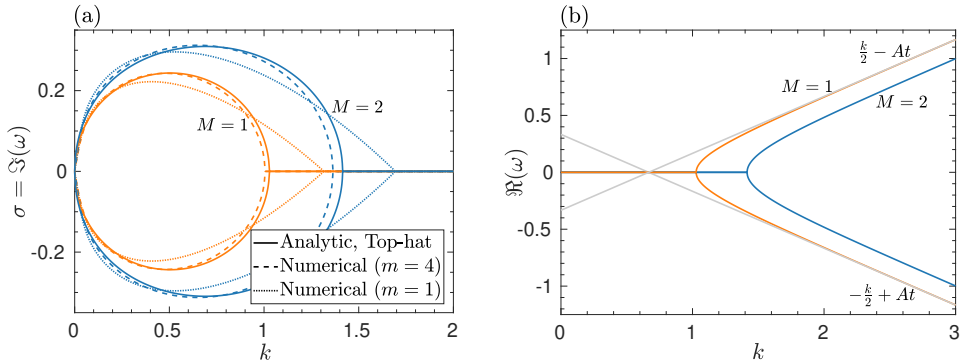 (a)
(b)
0.2
0
-0.2
σ = ℑ(ω)
M = 1
M = 2
Analytic, Top-hat
Numerical (m = 4)
Numerical (m = 1)
0 0.5 1 1.5 2
k
1
0.5
0
-0.5
-1
ℜ(ω)
k/2 − At
M = 1
M = 2
−k/2 + At
0 1 2 3
k